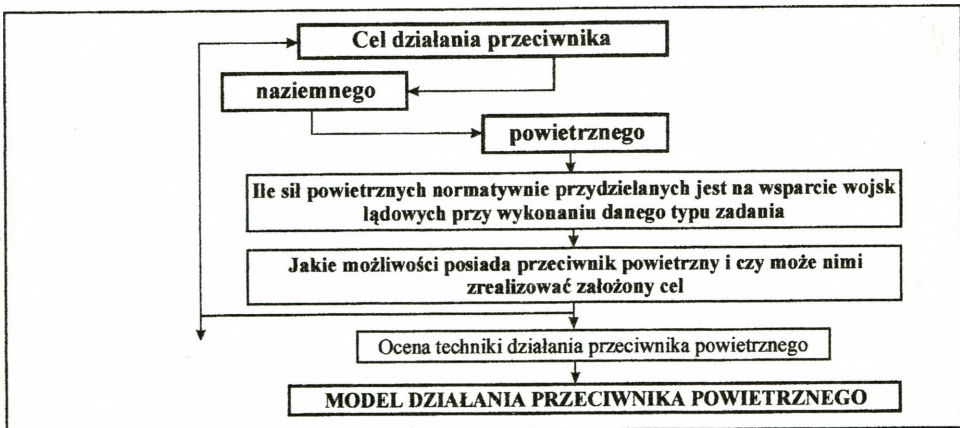 Cel działania przeciwnika
naziemnego
powietrznego
Ile sił powietrznych normatywnie przydzielanych jest na wsparcie wojsk
lądowych przy wykonaniu danego typu zadania
Jakie możliwości posiada przeciwnik powietrzny i czy może nimi
zrealizować założony cel
Ocena techniki działania przeciwnika powietrznego
MODEL DZIAŁANIA PRZECIWNIKA POWIETRZNEGO